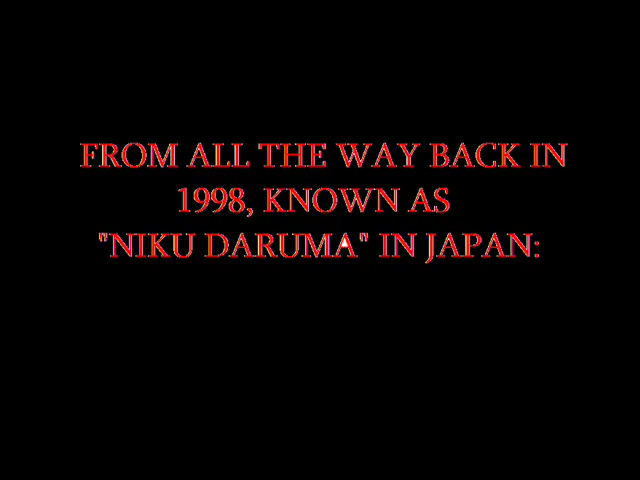 FROM ALL THE WAY BACK IN
1998, KNOWN AS
"NIKU DARUMA" IN JAPAN: